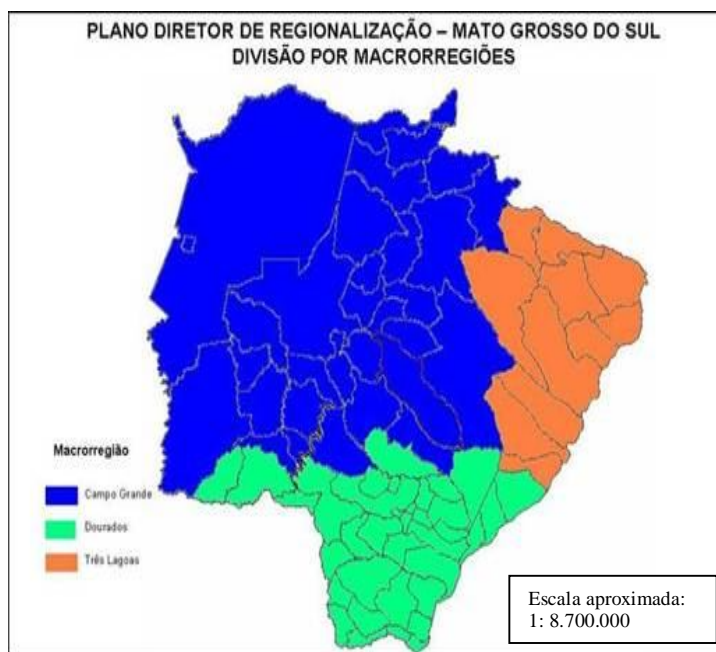 PLANO DIRETOR DE REGIONALIZAÇÃO – MATO GROSSO DO SUL
DIVISÃO POR MACRORREGIÕES
Macrorregião
Campo Grande
Dourados
Três Lagoas
Escala aproximada:
1: 8.700.000